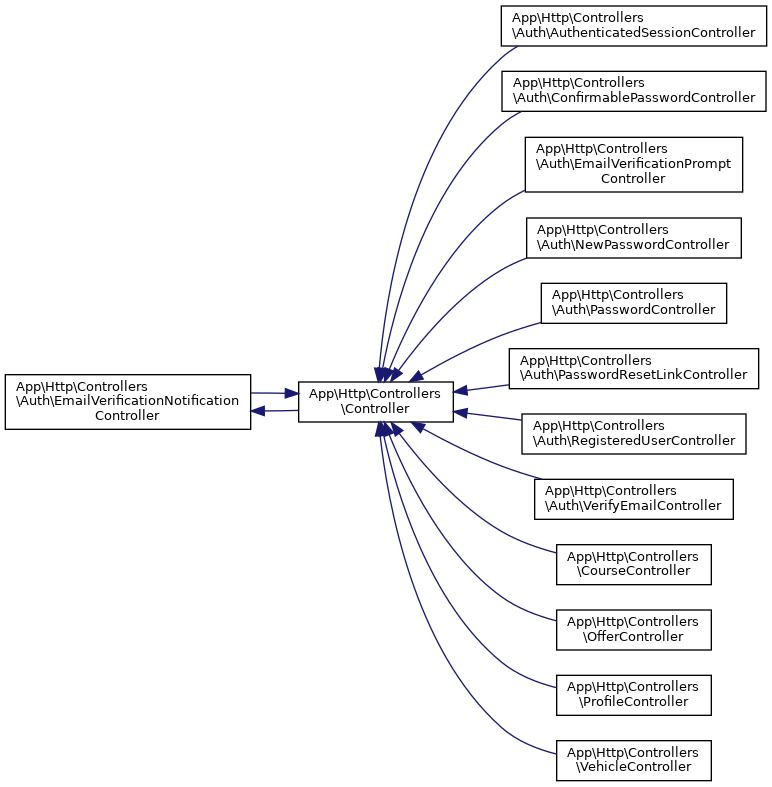 App\Http\Controllers
\Auth\AuthenticatedSessionController
App\Http\Controllers
\Auth\ConfirmablePasswordController
App\Http\Controllers
\Auth\EmailVerificationPrompt
Controller
App\Http\Controllers
\Auth\NewPasswordController
App\Http\Controllers
\Auth\PasswordController
App\Http\Controllers
\Auth\PasswordResetLinkController
App\Http\Controllers
\Auth\EmailVerificationNotification
Controller
App\Http\Controllers
\Controller
App\Http\Controllers
\Auth\RegisteredUserController
App\Http\Controllers
\Auth\VerifyEmailController
App\Http\Controllers
\CourseController
App\Http\Controllers
\OfferController
App\Http\Controllers
\ProfileController
App\Http\Controllers
\VehicleController